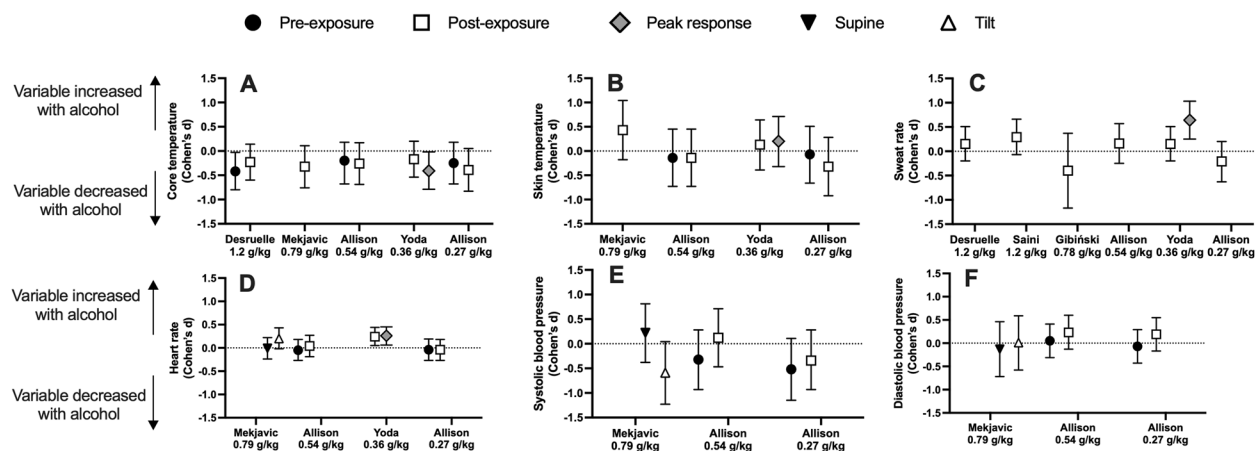 Pre-exposure Post-exposure Peak response Supine Tilt
Variable increased
with alcohol
Variable decreased
with alcohol
A
Core temperature
(Cohen's d)
1.5
1.0
0.5
0.0
-0.5
-1.0
-1.5
Desruelle Mekjavic Allison Yoda Allison
1.2 g/kg 0.79 g/kg 0.54 g/kg 0.36 g/kg 0.27 g/kg
B
Skin temperature
(Cohen's d)
1.5
1.0
0.5
0.0
-0.5
-1.0
-1.5
Mekjavic Allison Yoda Allison
0.79 g/kg 0.54 g/kg 0.36 g/kg 0.27 g/kg
C
Sweat rate
(Cohen's d)
1.5
1.0
0.5
0.0
-0.5
-1.0
-1.5
Desruelle Saini Gibiński Allison Yoda Allison
1.2 g/kg 1.2 g/kg 0.78 g/kg 0.54 g/kg 0.36 g/kg 0.27 g/kg
Variable increased
with alcohol
Variable decreased
with alcohol
D
Heart rate
(Cohen's d)
1.5
1.0
0.5
0.0
-0.5
-1.0
-1.5
Mekjavic Allison Yoda Allison
0.79 g/kg 0.54 g/kg 0.36 g/kg 0.27 g/kg
E
Systolic blood pressure
(Cohen's d)
1.5
1.0
0.5
0.0
-0.5
-1.0
-1.5
Mekjavic Allison Allison
0.79 g/kg 0.54 g/kg 0.27 g/kg
F
Diastolic blood pressure
(Cohen's d)
1.5
1.0
0.5
0.0
-0.5
-1.0
-1.5
Mekjavic Allison Allison
0.79 g/kg 0.54 g/kg 0.27 g/kg